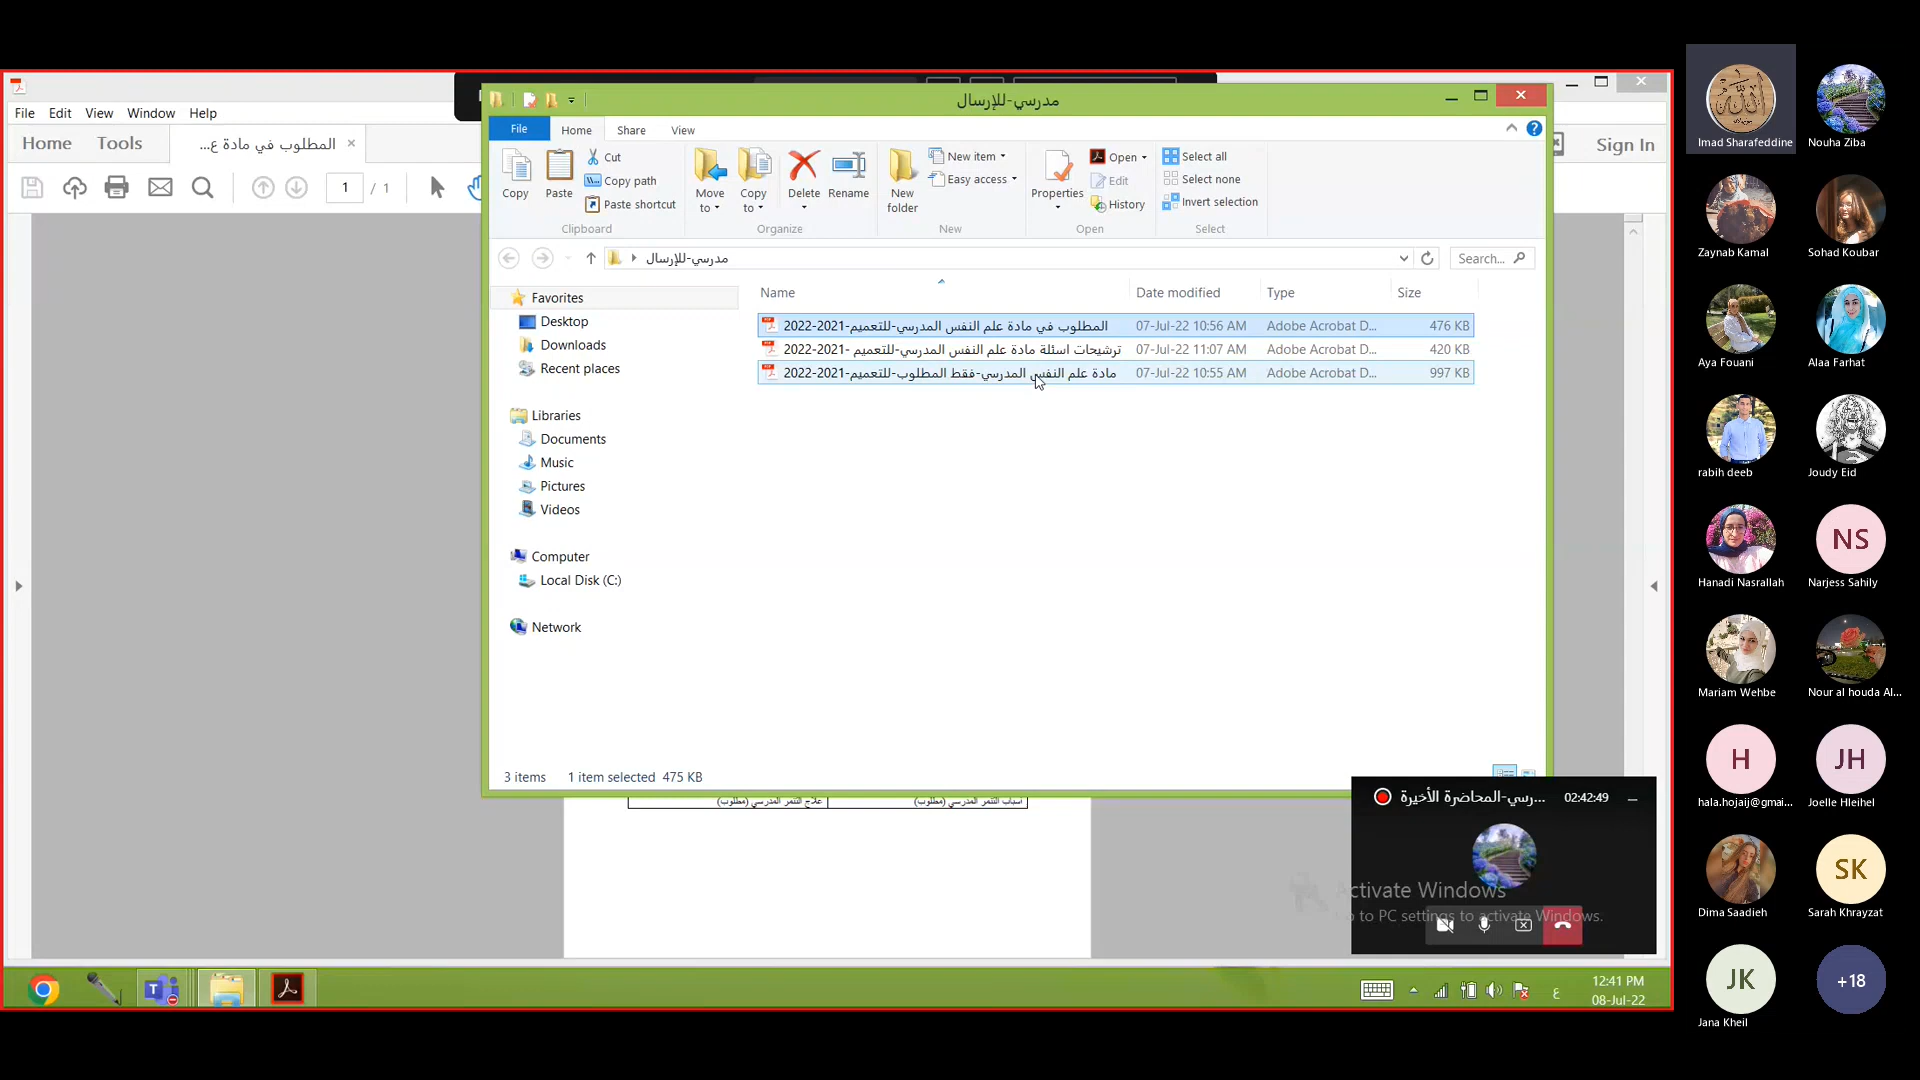 File Edit View Window Help
Home Tools المطلوب في مادة ع...
1 / 1
Sign In
مدرسي-للإرسال
File Home Share View
Copy
Paste
Cut
Copy path
Paste shortcut
Clipboard
Move to
Copy to
Delete
Rename
Organize
New folder
New item
Easy access
New
Properties
Open
Edit
History
Open
Select all
Select none
Invert selection
Select
مدرسي-للإرسال
Search...
Favorites
Desktop
Downloads
Recent places
Libraries
Documents
Music
Pictures
Videos
Computer
Local Disk (C:)
Network
Name Date modified Type Size
المطلوب في مادة علم النفس المدرسي-للتعميم-2021-2022 07-Jul-22 10:56 AM Adobe Acrobat D... 476 KB
ترشيحات اسئلة مادة علم النفس المدرسي-للتعميم -2021-2022 07-Jul-22 11:07 AM Adobe Acrobat D... 420 KB
مادة علم النفس المدرسي-فقط المطلوب-للتعميم-2021-2022 07-Jul-22 10:55 AM Adobe Acrobat D... 997 KB
3 items 1 item selected 475 KB
اسباب التنمر المدرسي (مطلوب) علاج التنمر المدرسي (مطلوب)
رسي-المحاضرة الأخيرة... 02:42:49
Activate Windows
Go to PC settings to activate Windows.
ع
12:41 PM
08-Jul-22
Imad Sharafeddine
Nouha Ziba
Zaynab Kamal
Sohad Koubar
Aya Fouani
Alaa Farhat
rabih deeb
Joudy Eid
Hanadi Nasrallah
NS
Narjess Sahily
Mariam Wehbe
Nour al houda Al...
H
hala.hojaij@gmai...
JH
Joelle Hleihel
Dima Saadieh
SK
Sarah Khrayzat
JK
Jana Kheil
+18